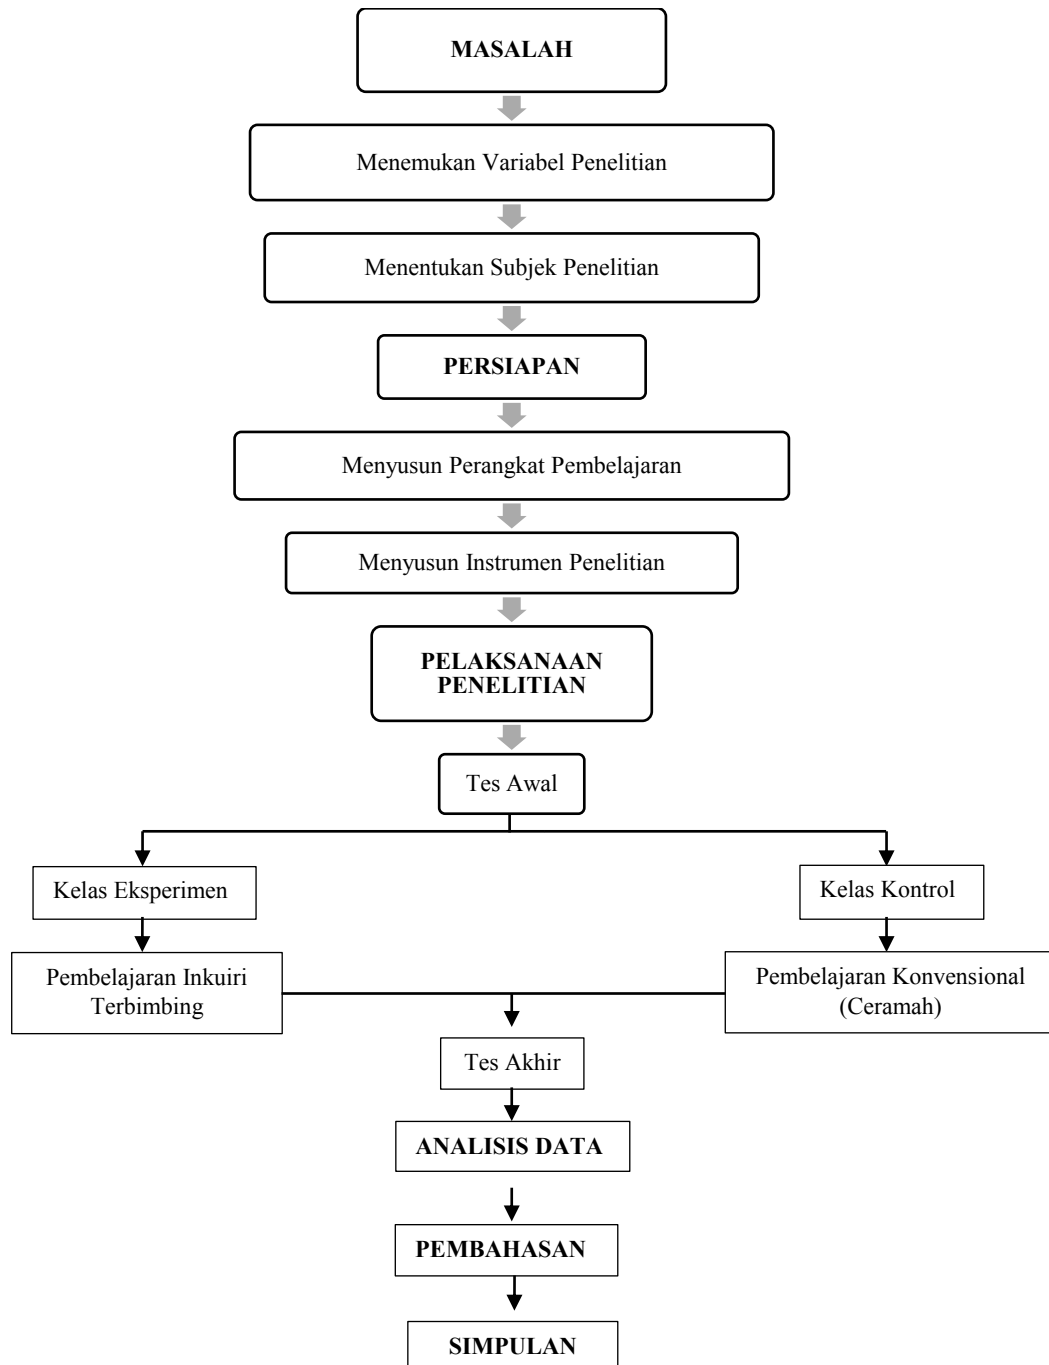 MASALAH
Menemukan Variabel Penelitian
Menentukan Subjek Penelitian
PERSIAPAN
Menyusun Perangkat Pembelajaran
Menyusun Instrumen Penelitian
PELAKSANAAN
PENELITIAN
Tes Awal
Kelas Eksperimen
Kelas Kontrol
Pembelajaran Inkuiri
Terbimbing
Pembelajaran Konvensional
(Ceramah)
Tes Akhir
ANALISIS DATA
PEMBAHASAN
SIMPULAN